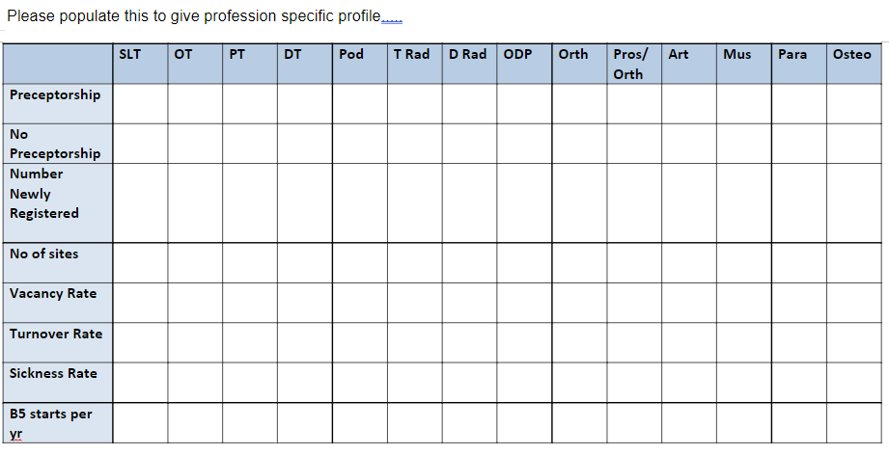 Please populate this to give profession specific profile.....
SLT OT PT DT Pod T Rad D Rad ODP Orth Pros/ Art Mus Para Osteo
Orth
Preceptorship
No
Preceptorship
Number
Newly
Registered
No of sites
Vacancy Rate
Turnover Rate
Sickness Rate
B5 starts per
yr